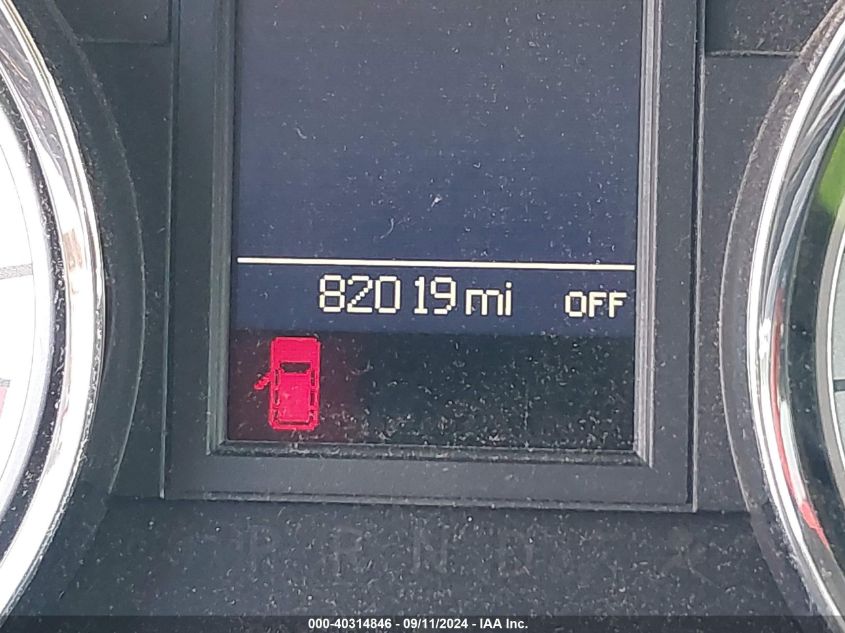 82019 mi OFF
P R N D
000-40314846 - 09/11/2024 - IAA Inc.